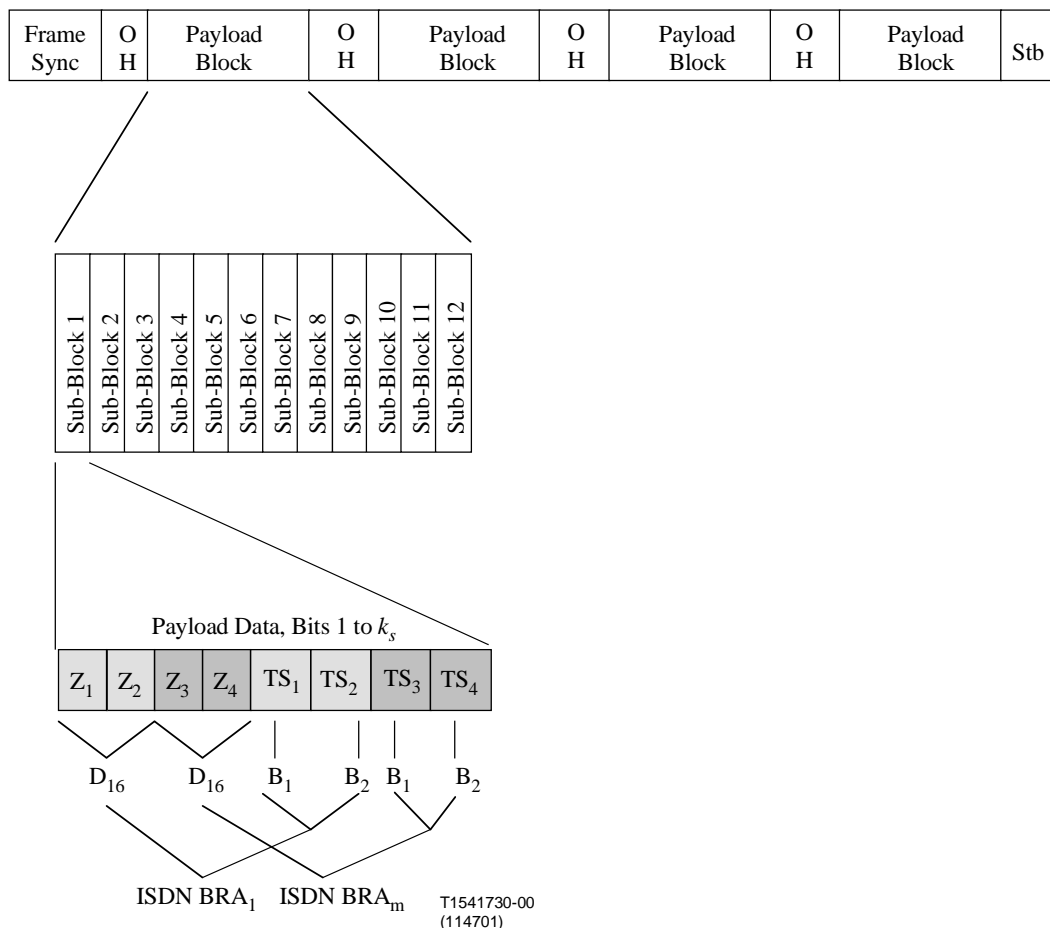 Frame Sync
O H
Payload Block
O H
Payload Block
O H
Payload Block
O H
Payload Block
Stb
Sub-Block 1
Sub-Block 2
Sub-Block 3
Sub-Block 4
Sub-Block 5
Sub-Block 6
Sub-Block 7
Sub-Block 8
Sub-Block 9
Sub-Block 10
Sub-Block 11
Sub-Block 12
Payload Data, Bits 1 to kₛ
Z₁ Z₂ Z₃ Z₄ TS₁ TS₂ TS₃ TS₄
D₁₆ D₁₆ B₁ B₂ B₁ B₂
ISDN BRA₁ ISDN BRAₘ
T1541730-00
(114701)